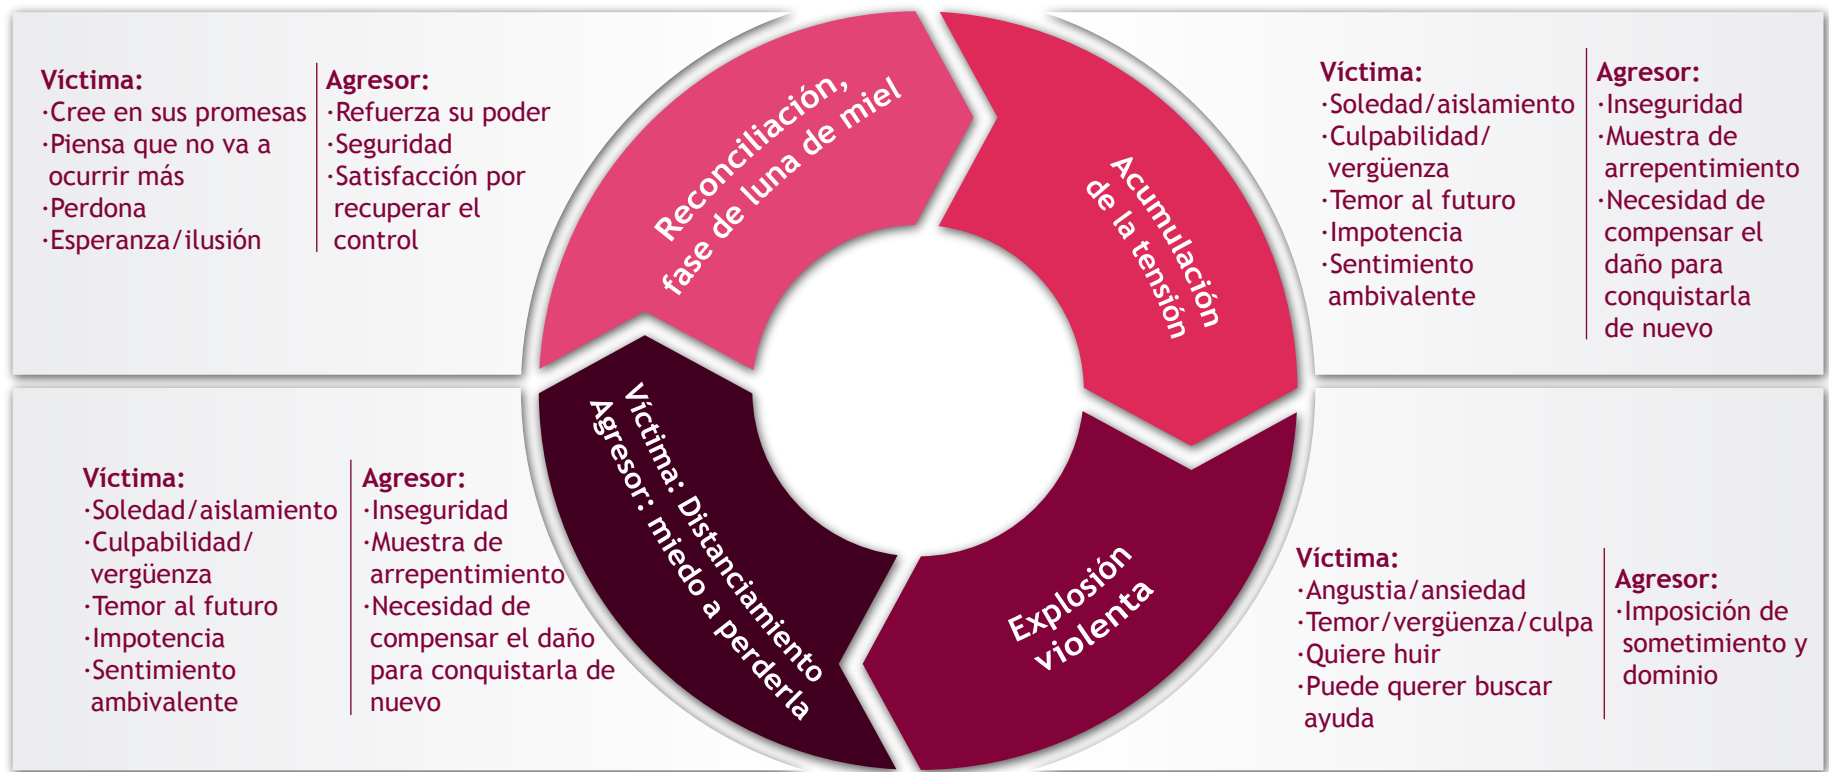 Víctima:
·Cree en sus promesas
·Piensa que no va a
ocurrir más
·Perdona
·Esperanza/ilusión
Agresor:
·Refuerza su poder
·Seguridad
·Satisfacción por
recuperar el
control
Reconciliación,
fase de luna de miel
Acumulación
de la tensión
Víctima:
·Soledad/aislamiento
·Culpabilidad/
vergüenza
·Temor al futuro
·Impotencia
·Sentimiento
ambivalente
Agresor:
·Inseguridad
·Muestra de
arrepentimiento
·Necesidad de
compensar el
daño para
conquistarla
de nuevo
Víctima:
·Soledad/aislamiento
·Culpabilidad/
vergüenza
·Temor al futuro
·Impotencia
·Sentimiento
ambivalente
Agresor:
·Inseguridad
·Muestra de
arrepentimiento
·Necesidad de
compensar el daño
para conquistarla de
nuevo
Víctima: Distanciamiento
Agresor: miedo a perderla
Explosión
violenta
Víctima:
·Angustia/ansiedad
·Temor/vergüenza/culpa
·Quiere huir
·Puede querer buscar
ayuda
Agresor:
·Imposición de
sometimiento y
dominio